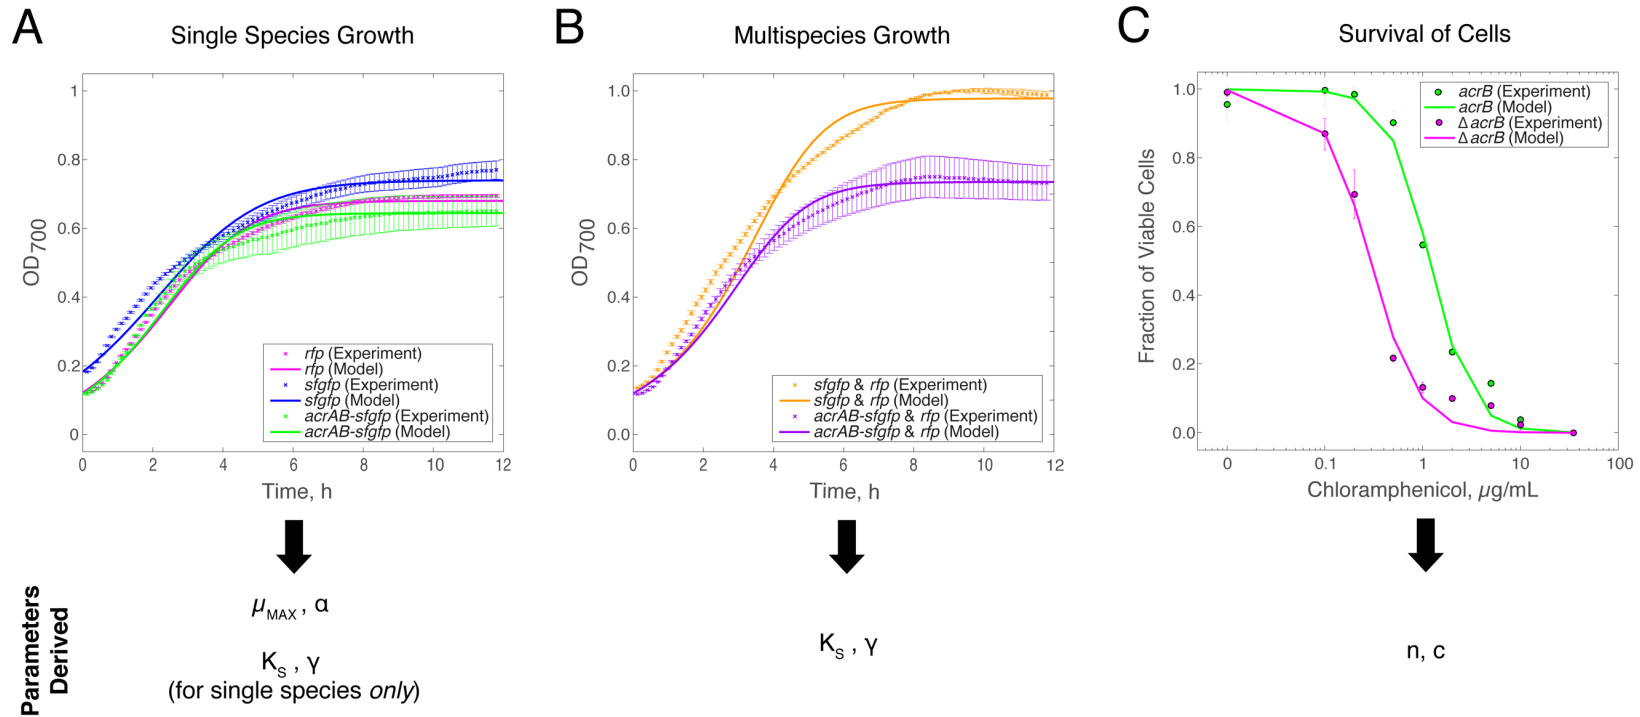 A
Single Species Growth
OD700
1
0.8
0.6
0.4
0.2
0
0 2 4 6 8 10 12
Time, h
rfp (Experiment)
rfp (Model)
sfgfp (Experiment)
sfgfp (Model)
acrAB-sfgfp (Experiment)
acrAB-sfgfp (Model)
B
Multispecies Growth
OD700
1.0
0.8
0.6
0.4
0.2
0.0
0 2 4 6 8 10 12
Time, h
sfgfp & rfp (Experiment)
sfgfp & rfp (Model)
acrAB-sfgfp & rfp (Experiment)
acrAB-sfgfp & rfp (Model)
C
Survival of Cells
Fraction of Viable Cells
1.0
0.8
0.6
0.4
0.2
0.0
0 0.1 1 10 100
Chloramphenicol, µg/mL
acrB (Experiment)
acrB (Model)
Δ acrB (Experiment)
Δ acrB (Model)
Parameters
Derived
μMAX , α
KS , γ
(for single species only)
KS , γ
n, c